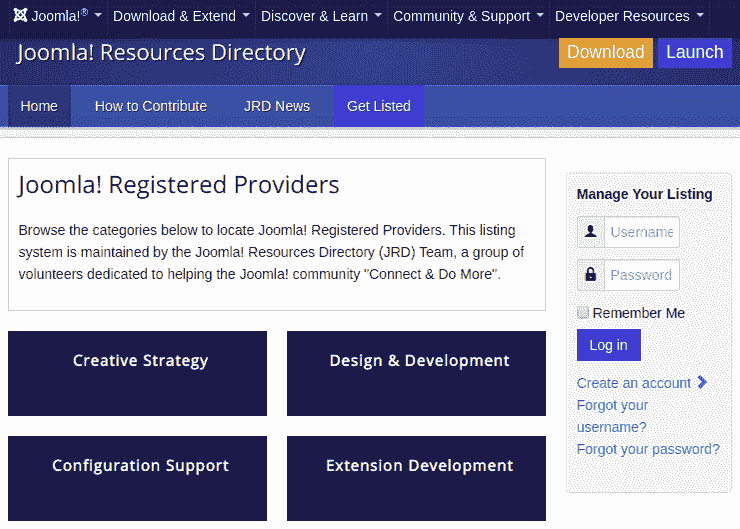 Joomla!® Download & Extend Discover & Learn Community & Support Developer Resources
Joomla! Resources Directory
Download Launch
Home How to Contribute JRD News Get Listed
Joomla! Registered Providers
Browse the categories below to locate Joomla! Registered Providers. This listing
system is maintained by the Joomla! Resources Directory (JRD) Team, a group of
volunteers dedicated to helping the Joomla! community "Connect & Do More".
Creative Strategy
Design & Development
Configuration Support
Extension Development
Manage Your Listing
Username
Password
Remember Me
Log in
Create an account
Forgot your
username?
Forgot your password?